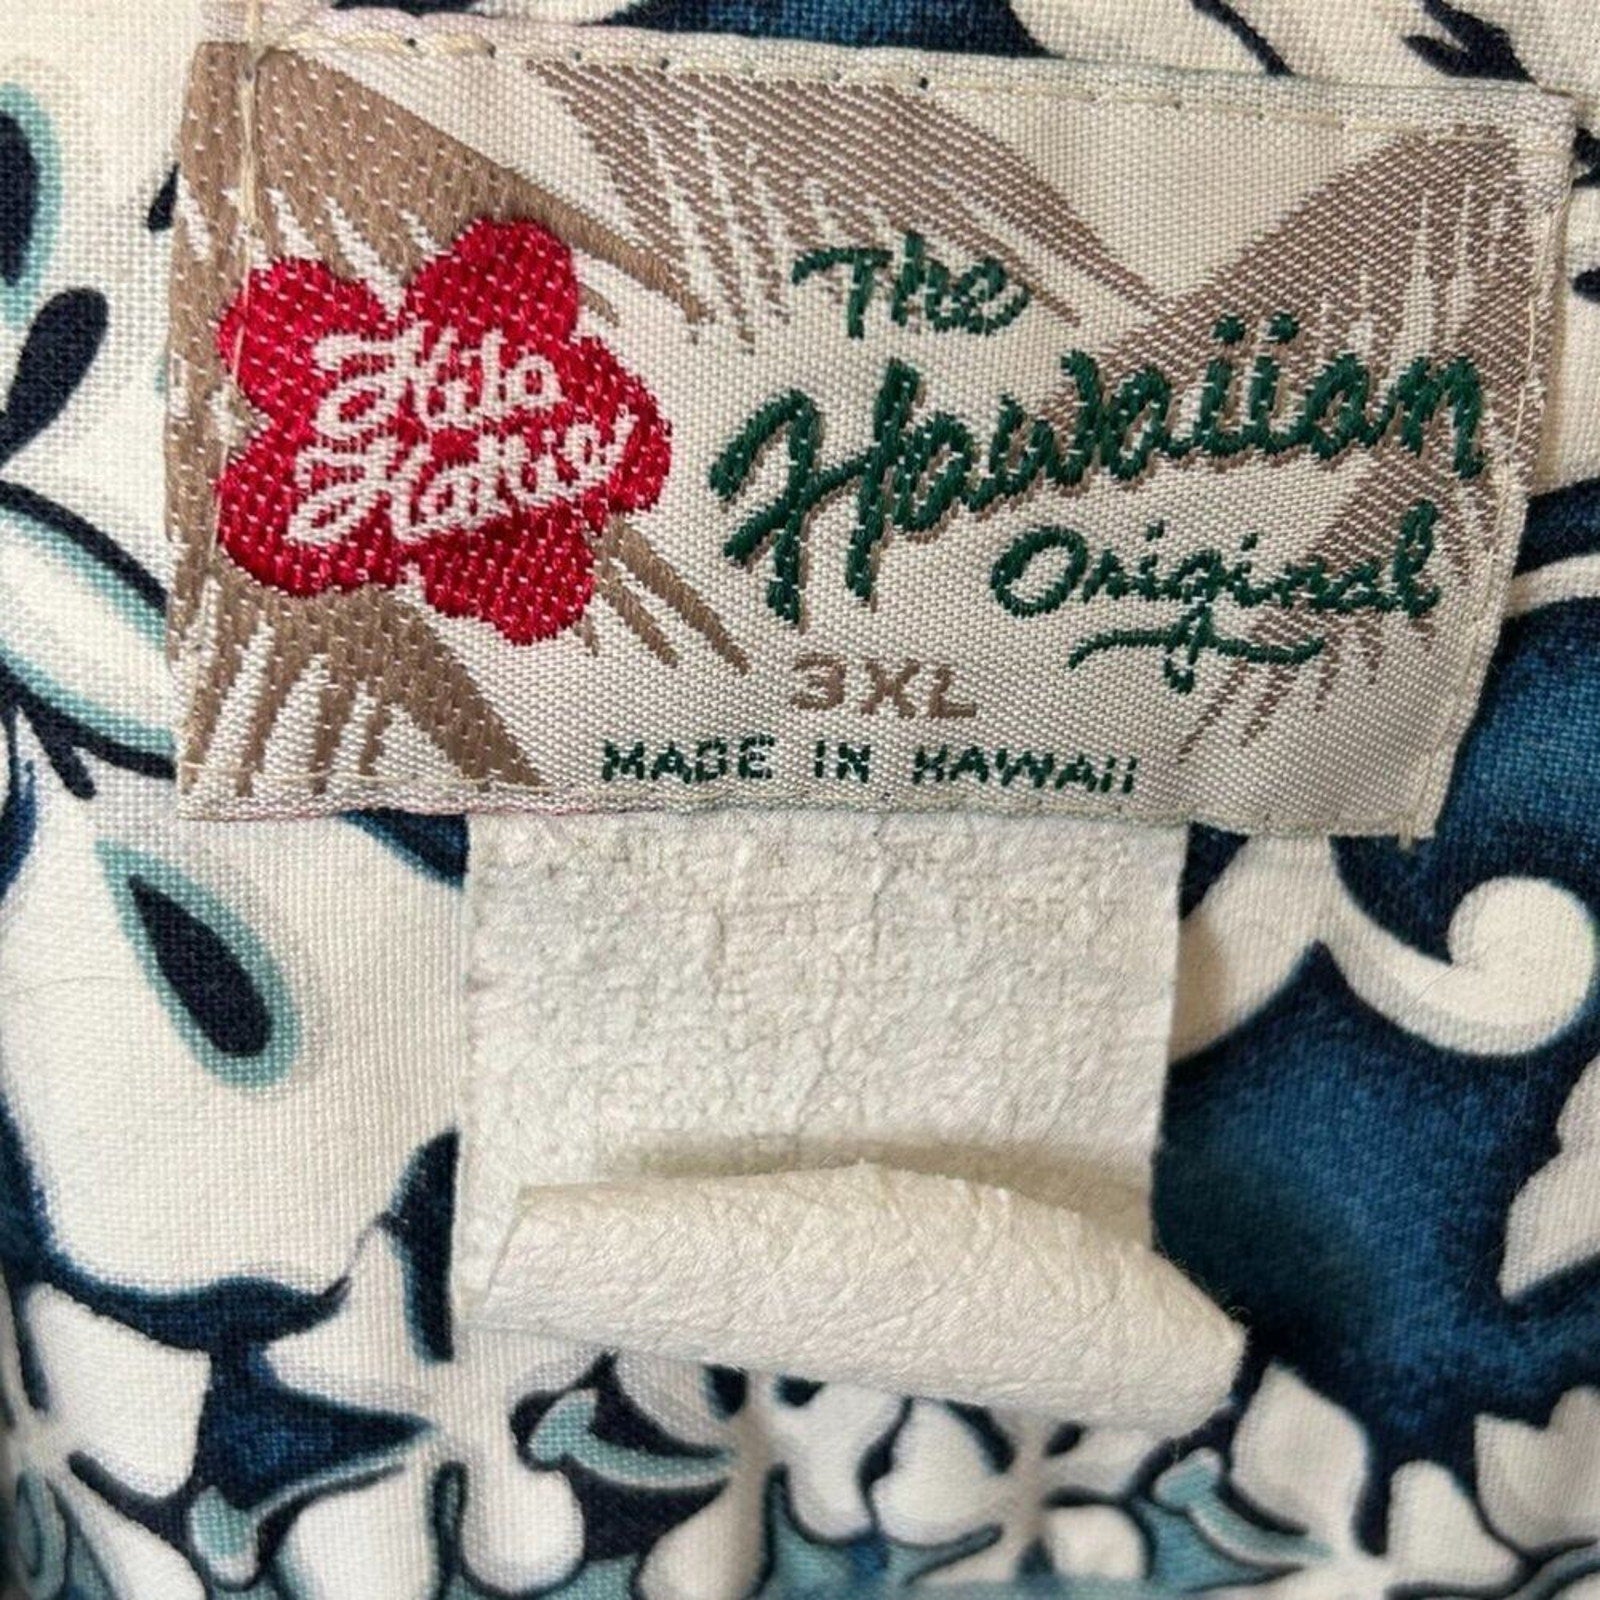 Hilo
Hattie
The
Hawaiian
Original
3XL
MADE IN HAWAII